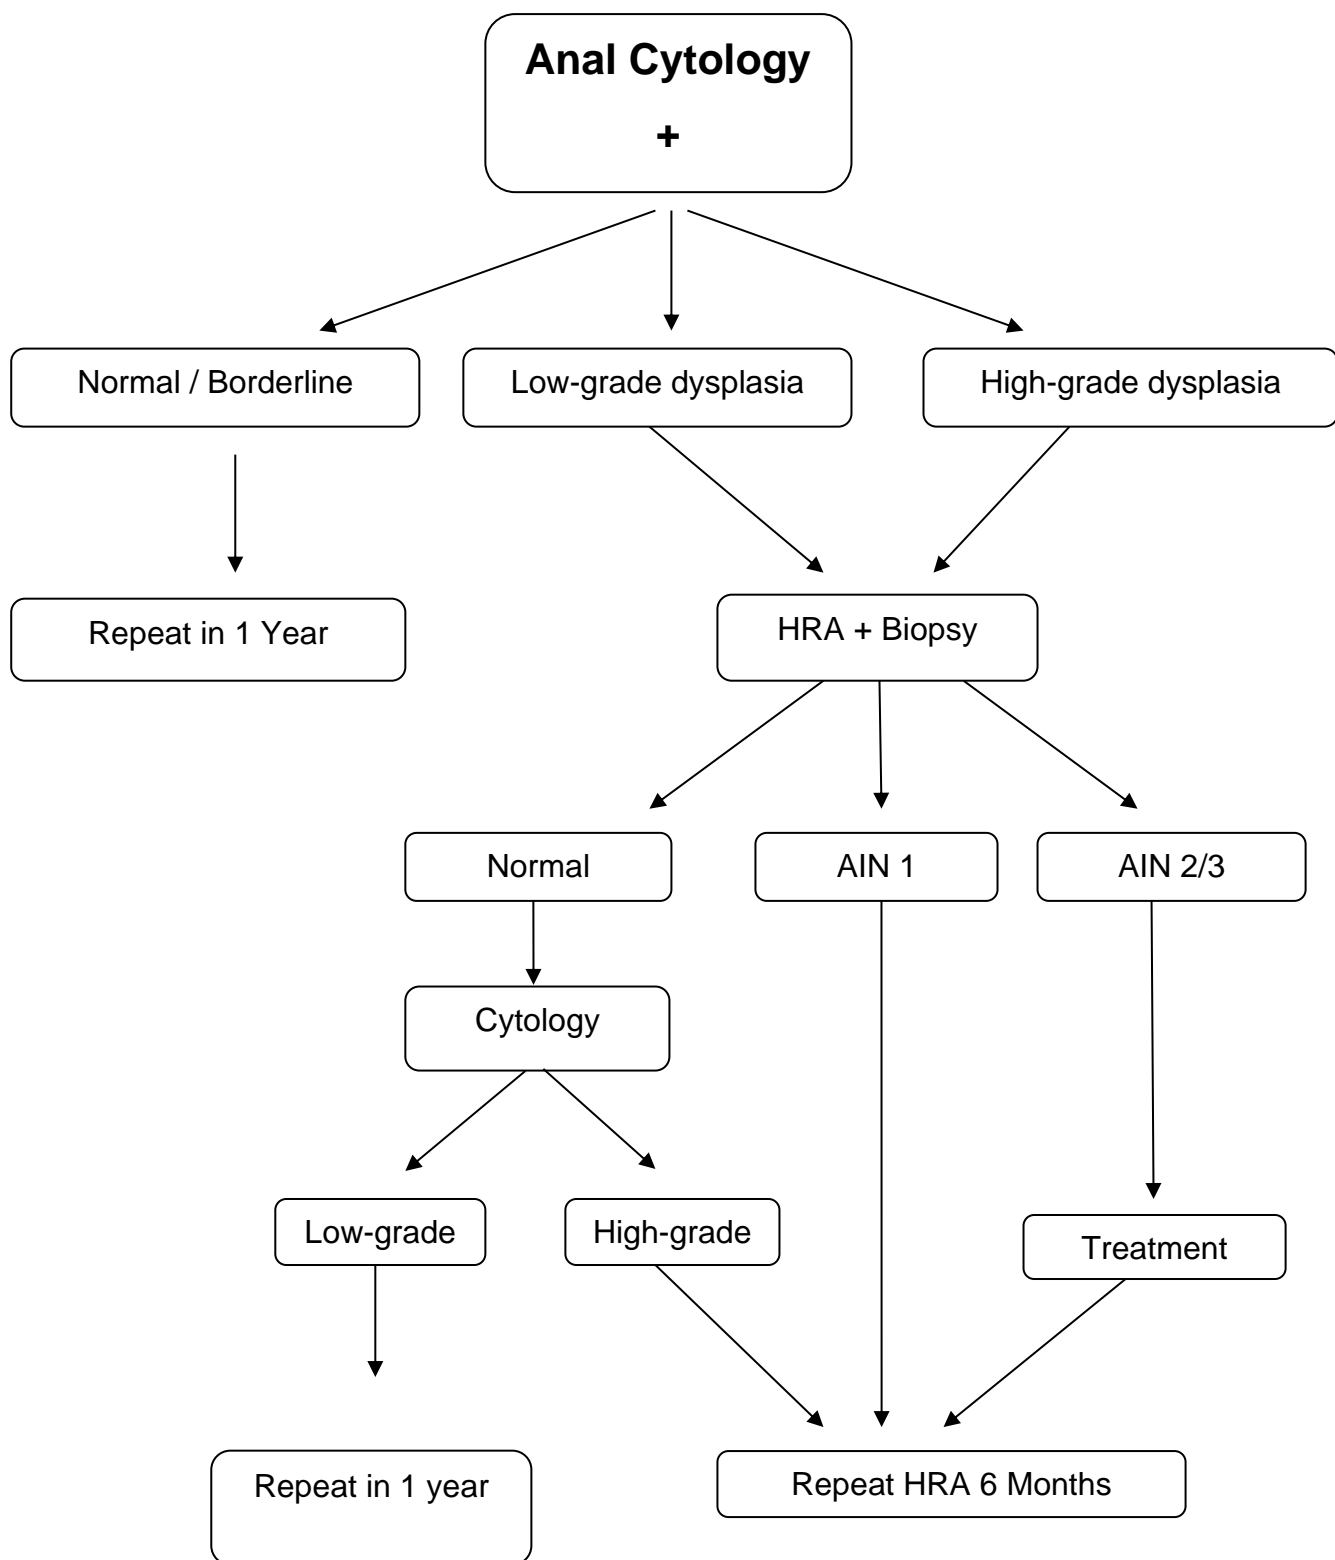 Anal Cytology
+
Normal / Borderline
Low-grade dysplasia
High-grade dysplasia
Repeat in 1 Year
HRA + Biopsy
Normal
AIN 1
AIN 2/3
Cytology
Low-grade
High-grade
Treatment
Repeat in 1 year
Repeat HRA 6 Months